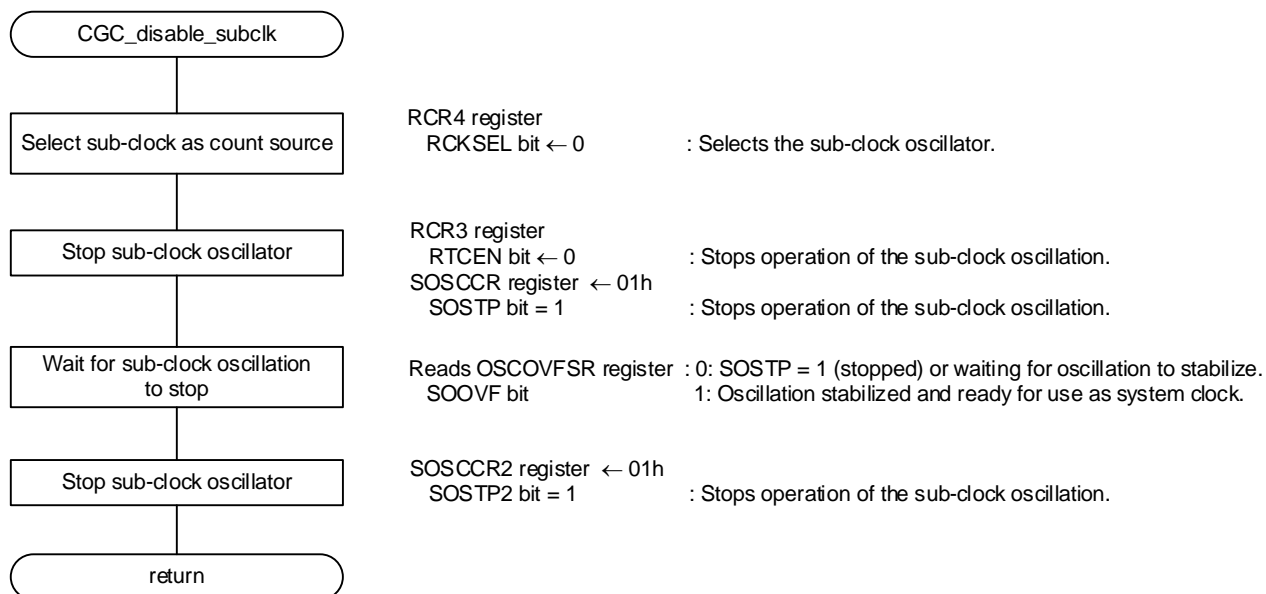 CGC_disable_subclk
Select sub-clock as count source
RCR4 register
RCKSEL bit ← 0 : Selects the sub-clock oscillator.
Stop sub-clock oscillator
RCR3 register
RTCEN bit ← 0 : Stops operation of the sub-clock oscillation.
SOSCCR register ← 01h
SOSTP bit = 1 : Stops operation of the sub-clock oscillation.
Wait for sub-clock oscillation
to stop
Reads OSCOVFSR register : 0: SOSTP = 1 (stopped) or waiting for oscillation to stabilize.
SOOVF bit 1: Oscillation stabilized and ready for use as system clock.
Stop sub-clock oscillator
SOSCCR2 register ← 01h
SOSTP2 bit = 1 : Stops operation of the sub-clock oscillation.
return